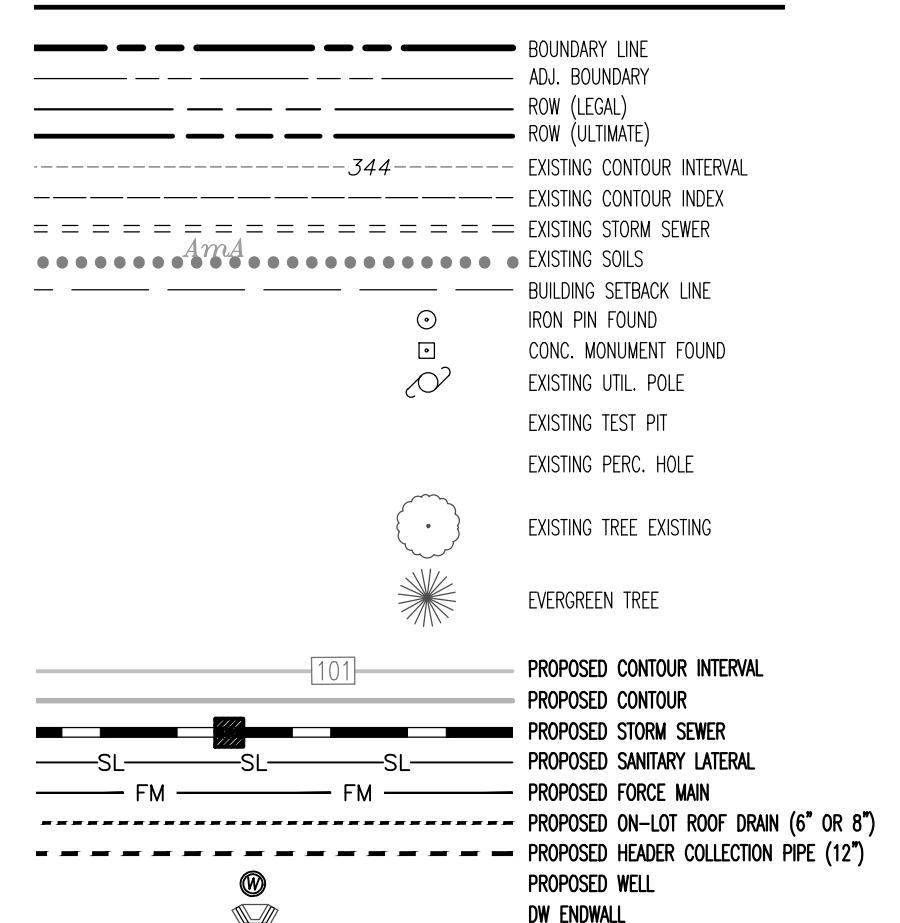 BOUNDARY LINE
ADJ. BOUNDARY
ROW (LEGAL)
ROW (ULTIMATE)
344 EXISTING CONTOUR INTERVAL
EXISTING CONTOUR INDEX
EXISTING STORM SEWER
AmA EXISTING SOILS
BUILDING SETBACK LINE
IRON PIN FOUND
CONC. MONUMENT FOUND
EXISTING UTIL. POLE
EXISTING TEST PIT
EXISTING PERC. HOLE
EXISTING TREE EXISTING
EVERGREEN TREE
101 PROPOSED CONTOUR INTERVAL
PROPOSED CONTOUR
PROPOSED STORM SEWER
SL SL SL PROPOSED SANITARY LATERAL
FM FM PROPOSED FORCE MAIN
PROPOSED ON-LOT ROOF DRAIN (6" OR 8")
PROPOSED HEADER COLLECTION PIPE (12")
W PROPOSED WELL
DW ENDWALL